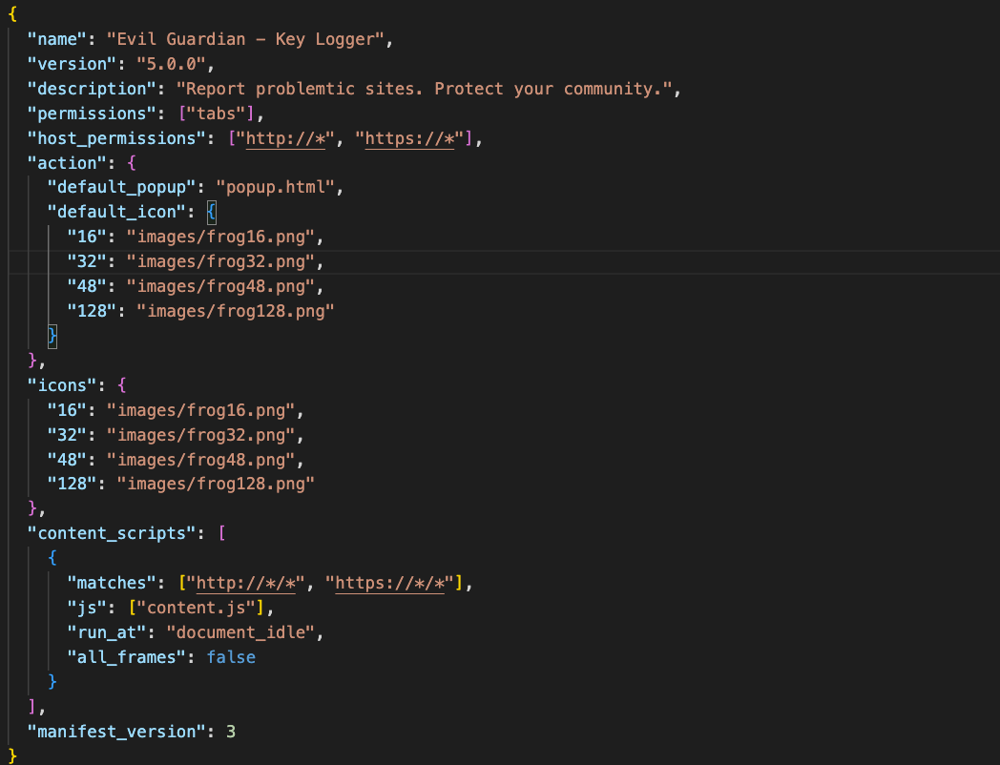 {
"name": "Evil Guardian – Key Logger",
"version": "5.0.0",
"description": "Report problemtic sites. Protect your community.",
"permissions": ["tabs"],
"host_permissions": ["http://*", "https://*"],
"action": {
"default_popup": "popup.html",
"default_icon": {
"16": "images/frog16.png",
"32": "images/frog32.png",
"48": "images/frog48.png",
"128": "images/frog128.png"
}
},
"icons": {
"16": "images/frog16.png",
"32": "images/frog32.png",
"48": "images/frog48.png",
"128": "images/frog128.png"
},
"content_scripts": [
{
"matches": ["http://*/*", "https://*/*"],
"js": ["content.js"],
"run_at": "document_idle",
"all_frames": false
}
],
"manifest_version": 3
}